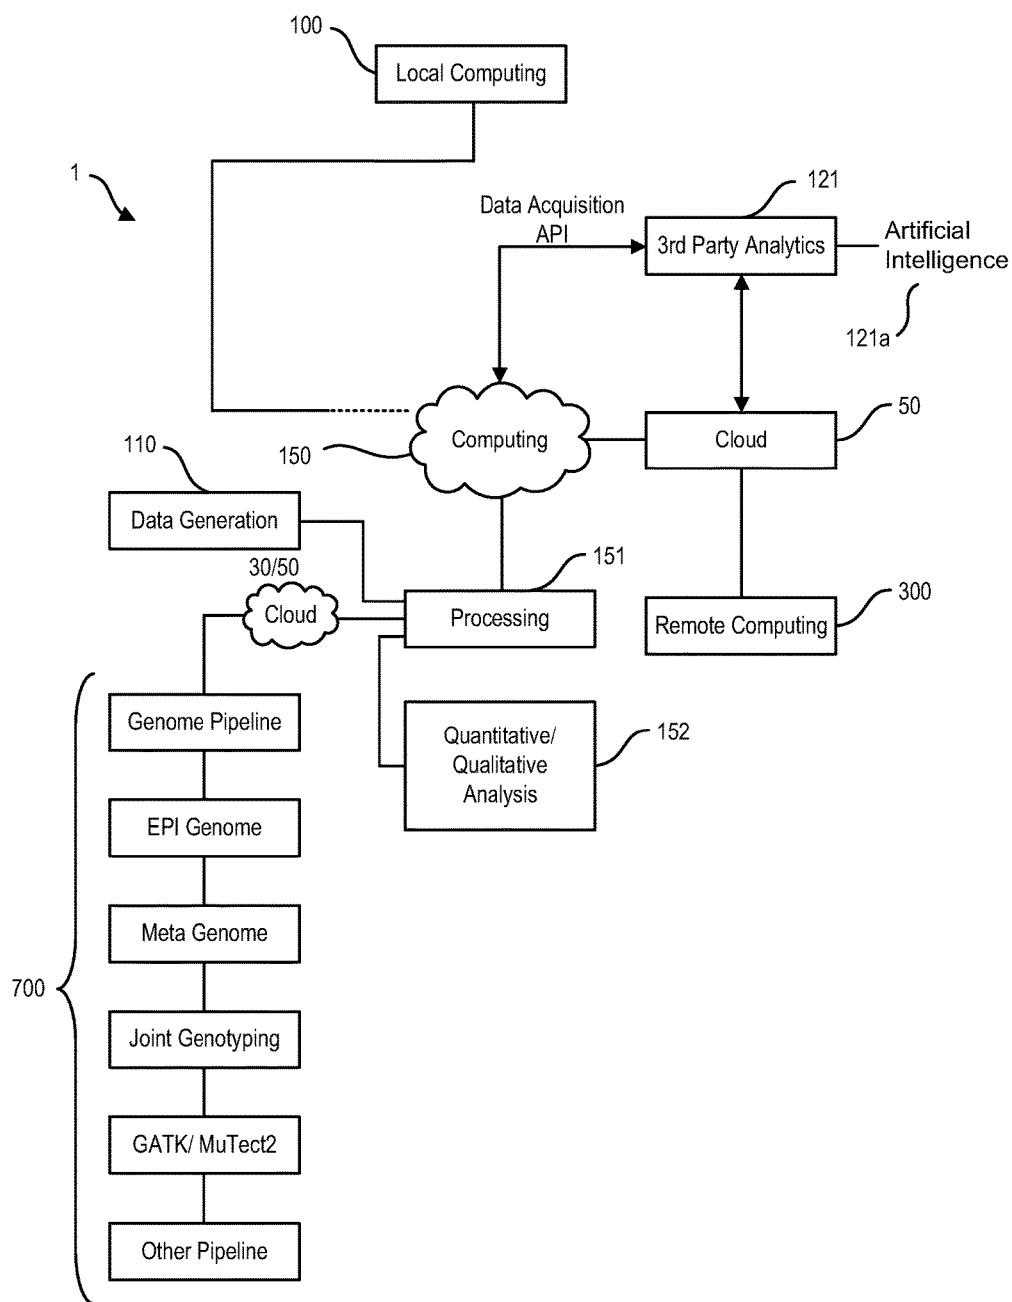 100
Local Computing
1
121
Data Acquisition
API
3rd Party Analytics
Artificial
Intelligence
121a
Computing
150
Cloud
50
110
Data Generation
30/50
Cloud
151
Processing
300
Remote Computing
Genome Pipeline
Quantitative/
Qualitative
Analysis
152
EPI Genome
Meta Genome
700
Joint Genotyping
GATK/ MuTect2
Other Pipeline